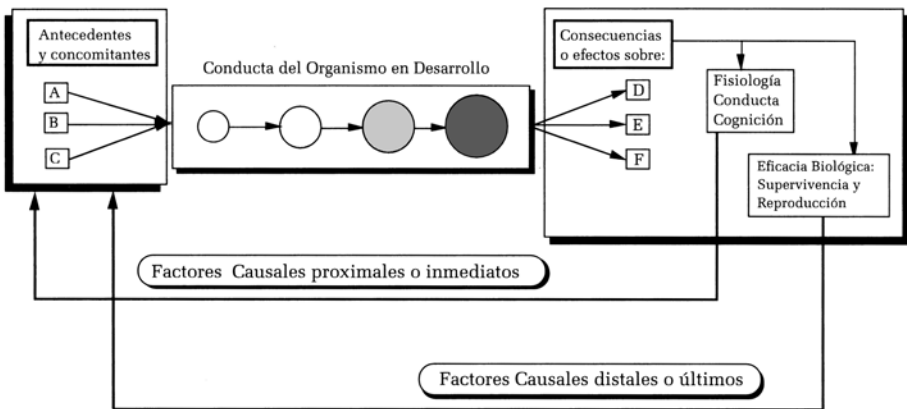 Antecedentes
y concomitantes
A
B
C
Conducta del Organismo en Desarrollo
Consecuencias
o efectos sobre:
D
E
F
Fisiología
Conducta
Cognición
Eficacia Biológica:
Supervivencia y
Reproducción
Factores Causales proximales o inmediatos
Factores Causales distales o últimos